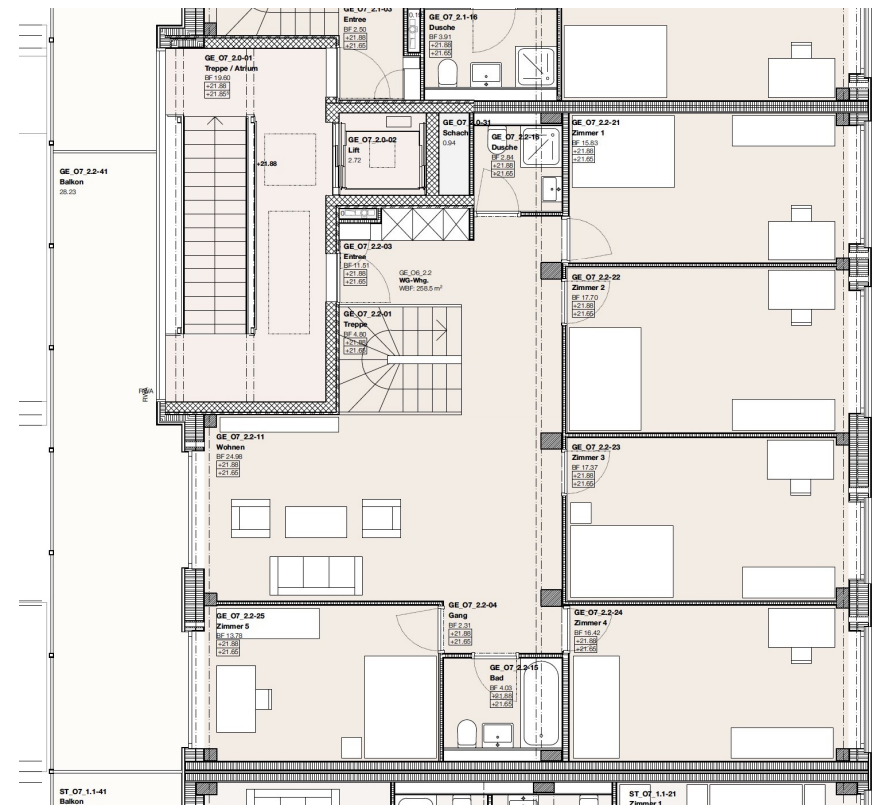 GE_O7_2.1-03
Entree
BF 2.50
+21.88
+21.65
0.19
GE_O7_2.1-16
Dusche
BF 3.91
+21.88
+21.65
GE_O7_2.0-01
Treppe / Atrium
BF 19.60
+21.88
+21.85⁵
+21.88
GE_O7_2.0-02
Lift
2.72
GE_O7_2.0-31
Schach
0.94
GE_O7_2.2-16
Dusche
BF 2.84
+21.88
+21.65
GE_O7_2.2-21
Zimmer 1
BF 15.83
+21.88
+21.65
GE_O7_2.2-41
Balkon
28.23
GE_O7_2.2-03
Entree
BF 11.51
+21.88
+21.65
GE_O6_2.2
WG-Whg.
WBF: 258.5 m²
GE_O7_2.2-22
Zimmer 2
BF 17.70
+21.88
+21.65
GE_O7_2.2-01
Treppe
BF 4.80
+21.88
+21.65
RWA
RWA
GE_O7_2.2-11
Wohnen
BF 24.98
+21.88
+21.65
GE_O7_2.2-23
Zimmer 3
BF 17.37
+21.88
+21.65
GE_O7_2.2-25
Zimmer 5
BF 13.78
+21.88
+21.65
GE_O7_2.2-04
Gang
BF 2.31
+21.88
+21.65
GE_O7_2.2-24
Zimmer 4
BF 16.42
+21.88
+21.65
GE_O7_2.2-15
Bad
BF 4.03
+21.88
+21.65
ST_O7_1.1-41
Balkon
ST_O7_1.1-21
Zimmer 1